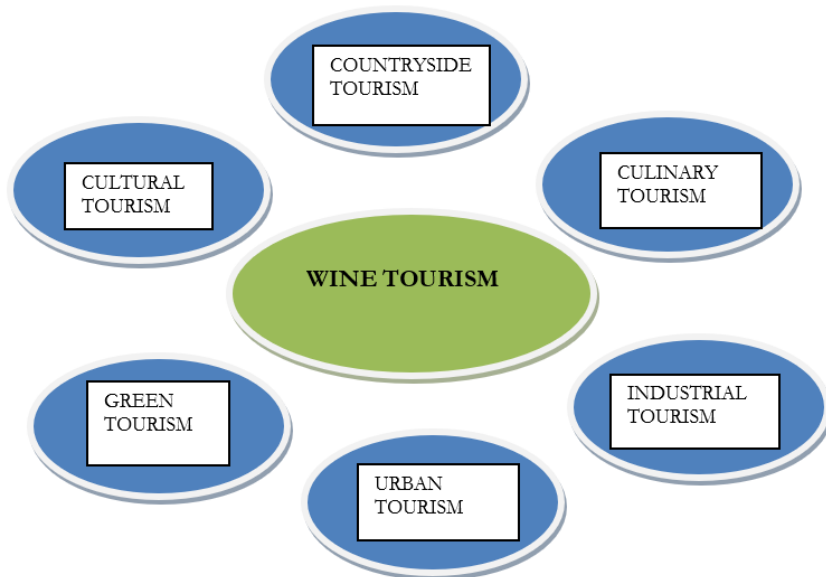 COUNTRYSIDE
TOURISM
CULTURAL
TOURISM
CULINARY
TOURISM
WINE TOURISM
GREEN
TOURISM
INDUSTRIAL
TOURISM
URBAN
TOURISM